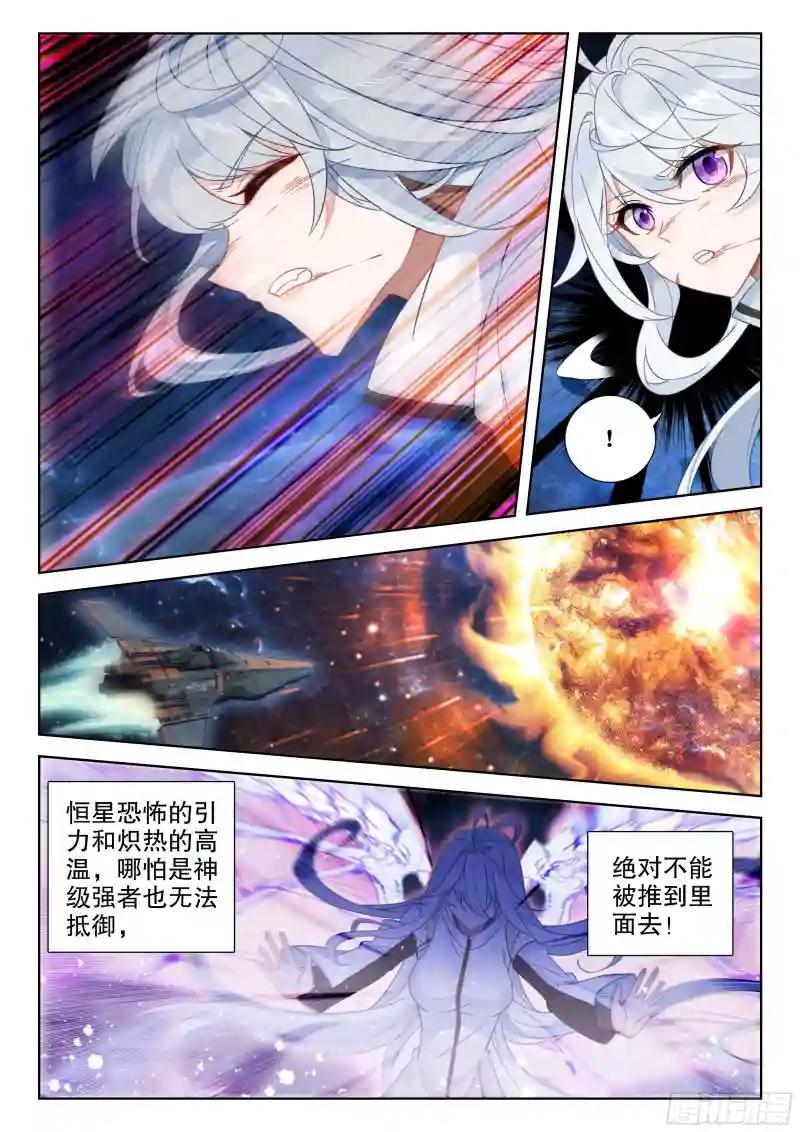 !
恒星恐怖的引
力和炽热的高
温，哪怕是神
级强者也无法
抵御，
绝对不能
被推到里
面去!